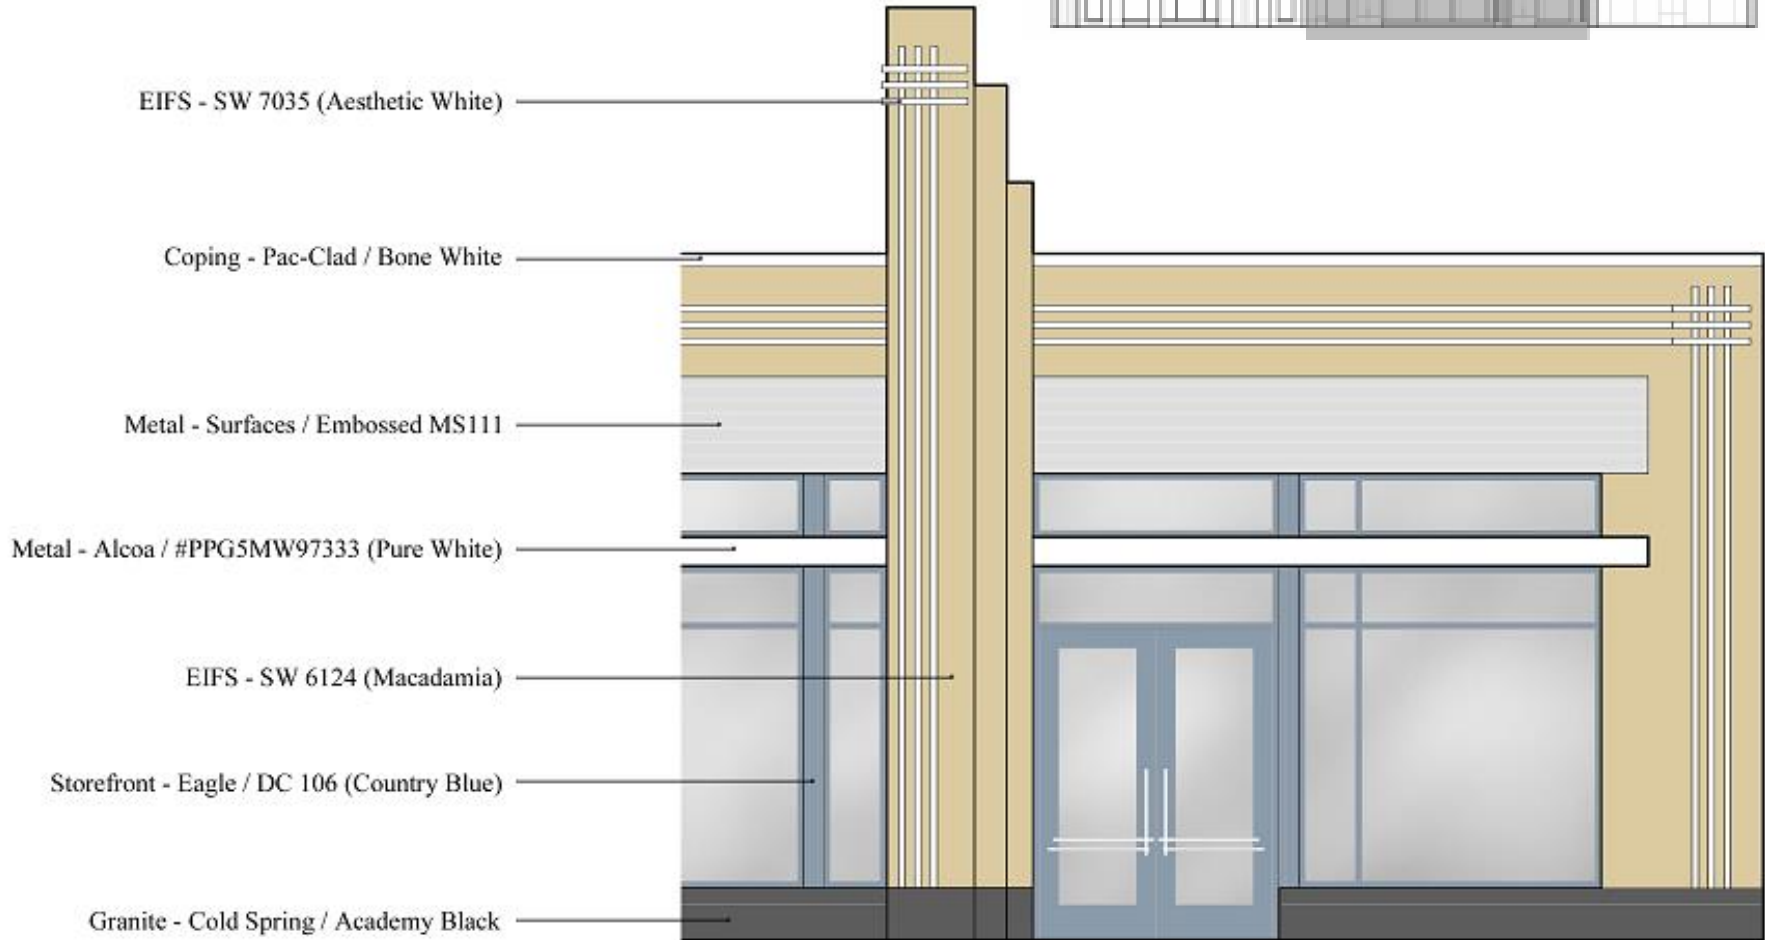 EIFS - SW 7035 (Aesthetic White)
Coping - Pac-Clad / Bone White
Metal - Surfaces / Embossed MS111
Metal - Alcoa / #PPG5MW97333 (Pure White)
EIFS - SW 6124 (Macadamia)
Storefront - Eagle / DC 106 (Country Blue)
Granite - Cold Spring / Academy Black